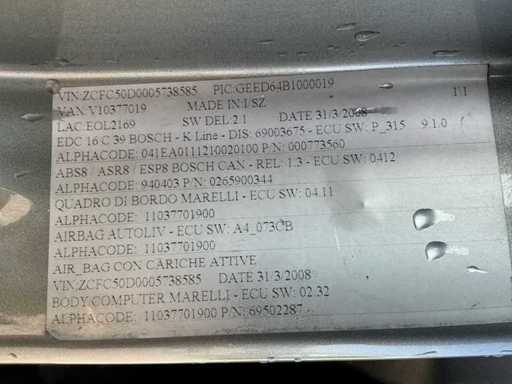 VIN:ZCFC50D0005738585 PIC:GEED64B1000019
VAN:V10377019 MADE IN:I/SZ 1'1
LAC:EOL2169 SW DEL 2.1 DATE 31/3/2008
EDC 16 C 39 BOSCH - K Line - DIS: 69003675 - ECU SW: P_315 9.1.0
ALPHACODE: 041EA0111210020100 P/N: 000773560
ABS8 / ASR8 / ESP8 BOSCH CAN - REL: 1.3 - ECU SW: 0412
ALPHACODE: 940403 P/N: 0265900344
QUADRO DI BORDO MARELLI - ECU SW: 04.11
ALPHACODE: 11037701900
AIRBAG AUTOLIV - ECU SW: A4_073CB
ALPHACODE: 11037701900
AIR_BAG CON CARICHE ATTIVE
VIN:ZCFC50D0005738585 DATE 31/3/2008
BODY COMPUTER MARELLI - ECU SW: 02.32
ALPHACODE: 11037701900 P/N: 69502287